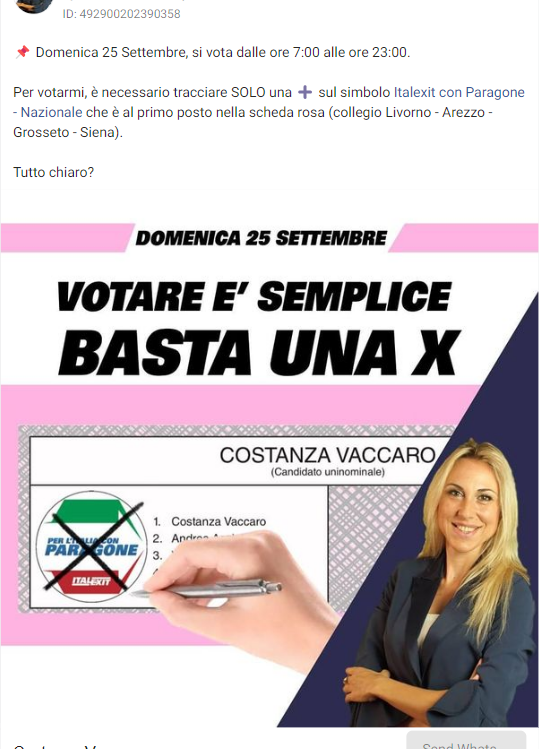 ID: 492900202390358
📌 Domenica 25 Settembre, si vota dalle ore 7:00 alle ore 23:00.
Per votarmi, è necessario tracciare SOLO una ➕ sul simbolo Italexit con Paragone
- Nazionale che è al primo posto nella scheda rosa (collegio Livorno - Arezzo -
Grosseto - Siena).
Tutto chiaro?
DOMENICA 25 SETTEMBRE
VOTARE E' SEMPLICE
BASTA UNA X
COSTANZA VACCARO
(Candidato uninominale)
PER L'ITALIA CON
PARAGONE
ITALEXIT
1. Costanza Vaccaro
2.
3.